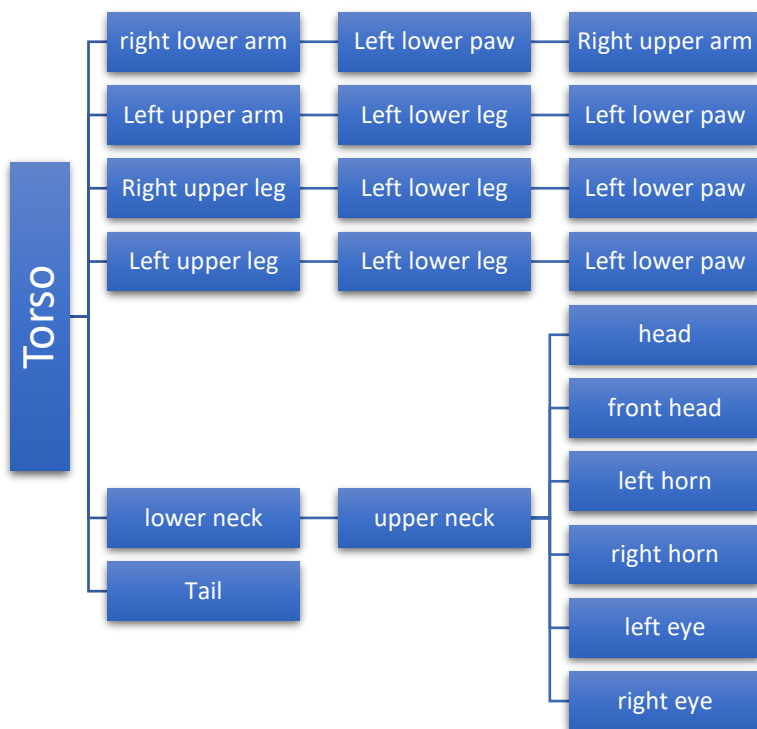 Torso
right lower arm
Left lower paw
Right upper arm
Left upper arm
Left lower leg
Left lower paw
Right upper leg
Left lower leg
Left lower paw
Left upper leg
Left lower leg
Left lower paw
lower neck
upper neck
head
front head
left horn
right horn
left eye
right eye
Tail